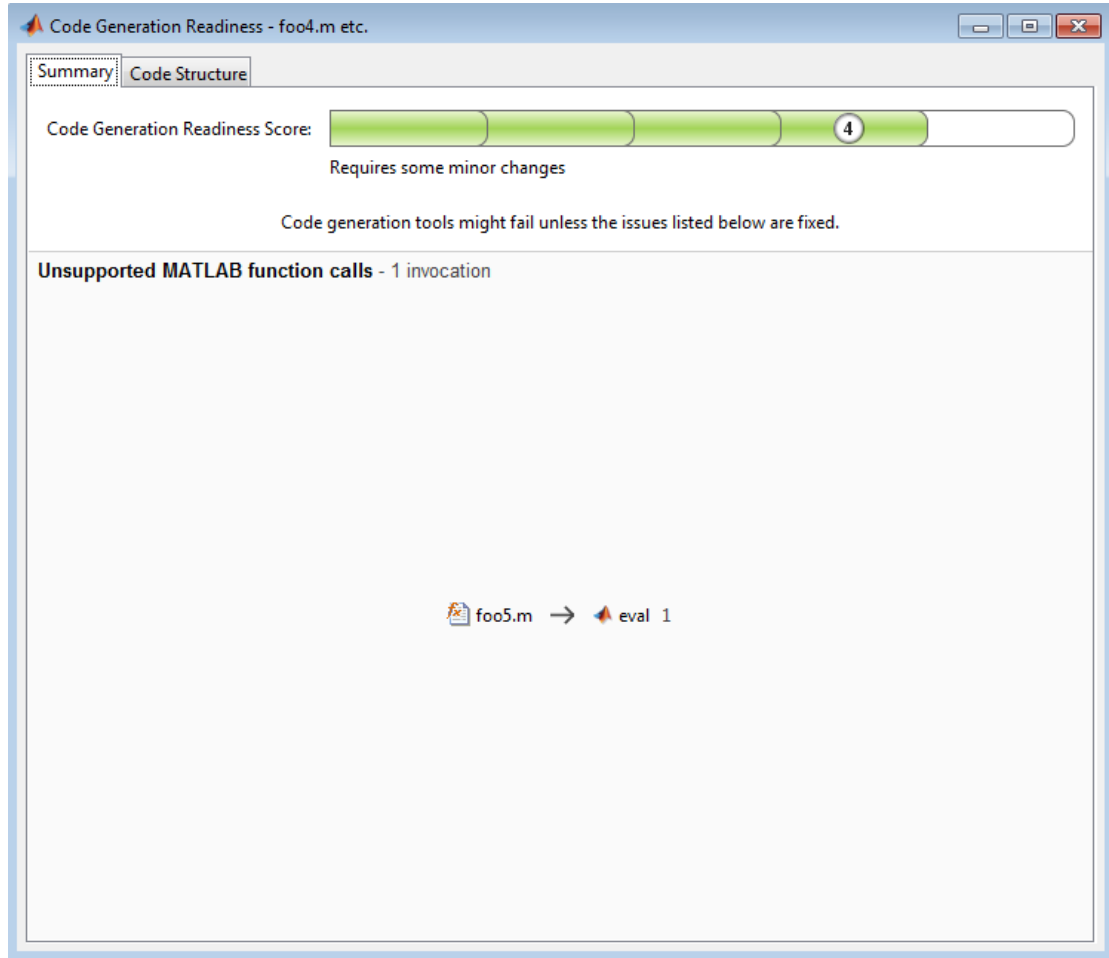 Code Generation Readiness - foo4.m etc.
Summary Code Structure
Code Generation Readiness Score: 4
Requires some minor changes
Code generation tools might fail unless the issues listed below are fixed.
Unsupported MATLAB function calls - 1 invocation
foo5.m → eval 1